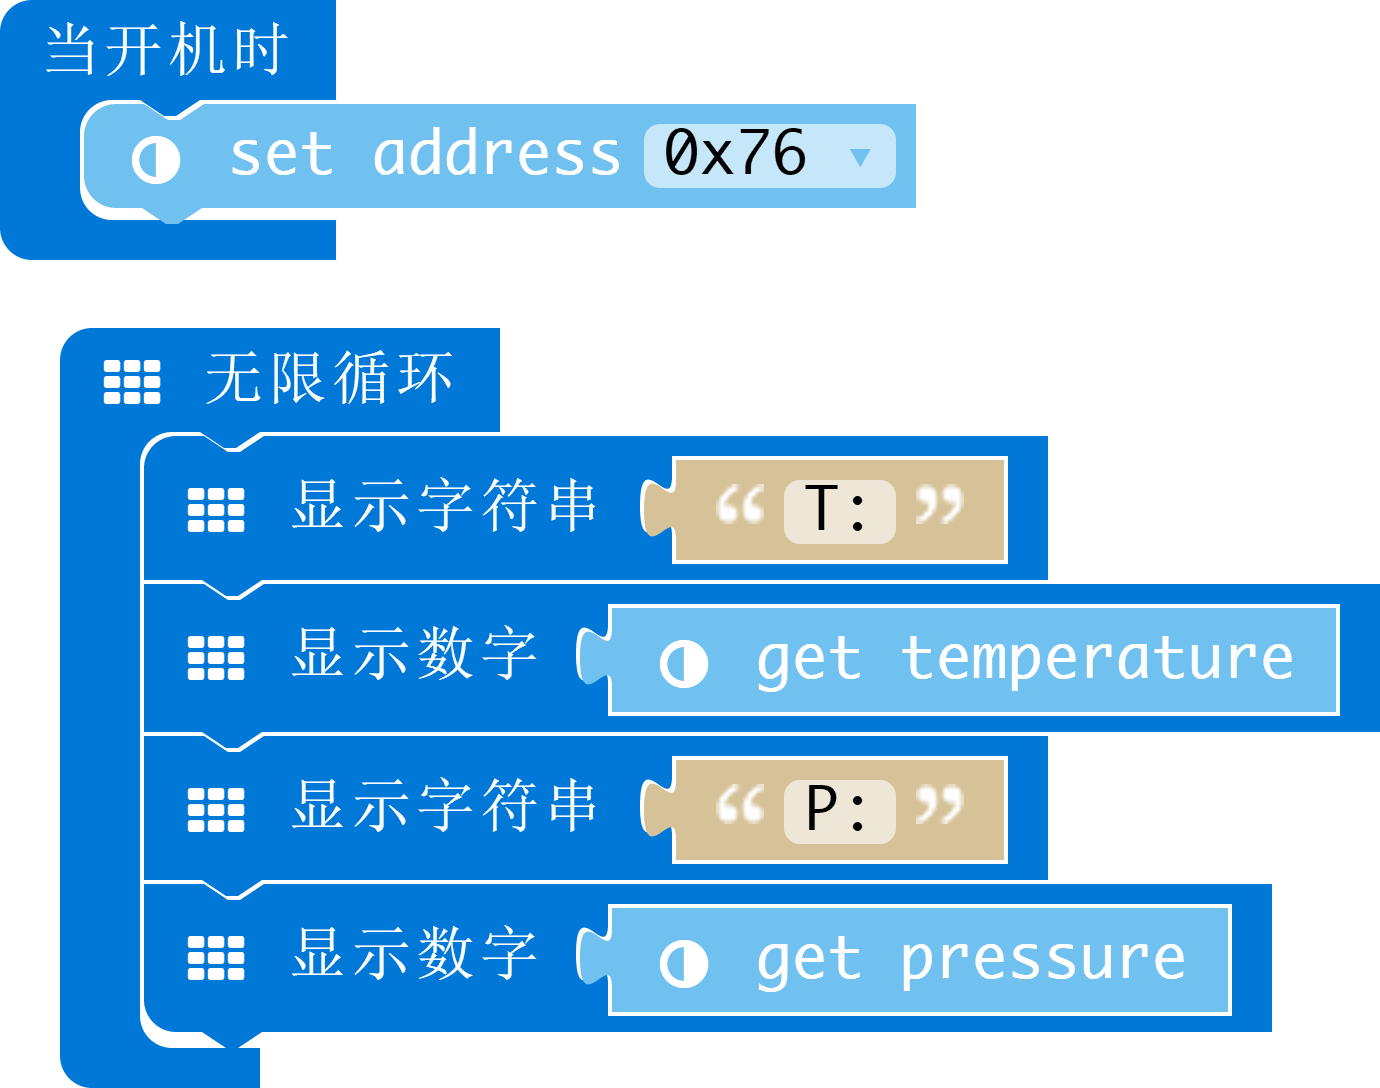 当开机时
set address 0x76
无限循环
显示字符串 “ T: ”
显示数字 get temperature
显示字符串 “ P: ”
显示数字 get pressure